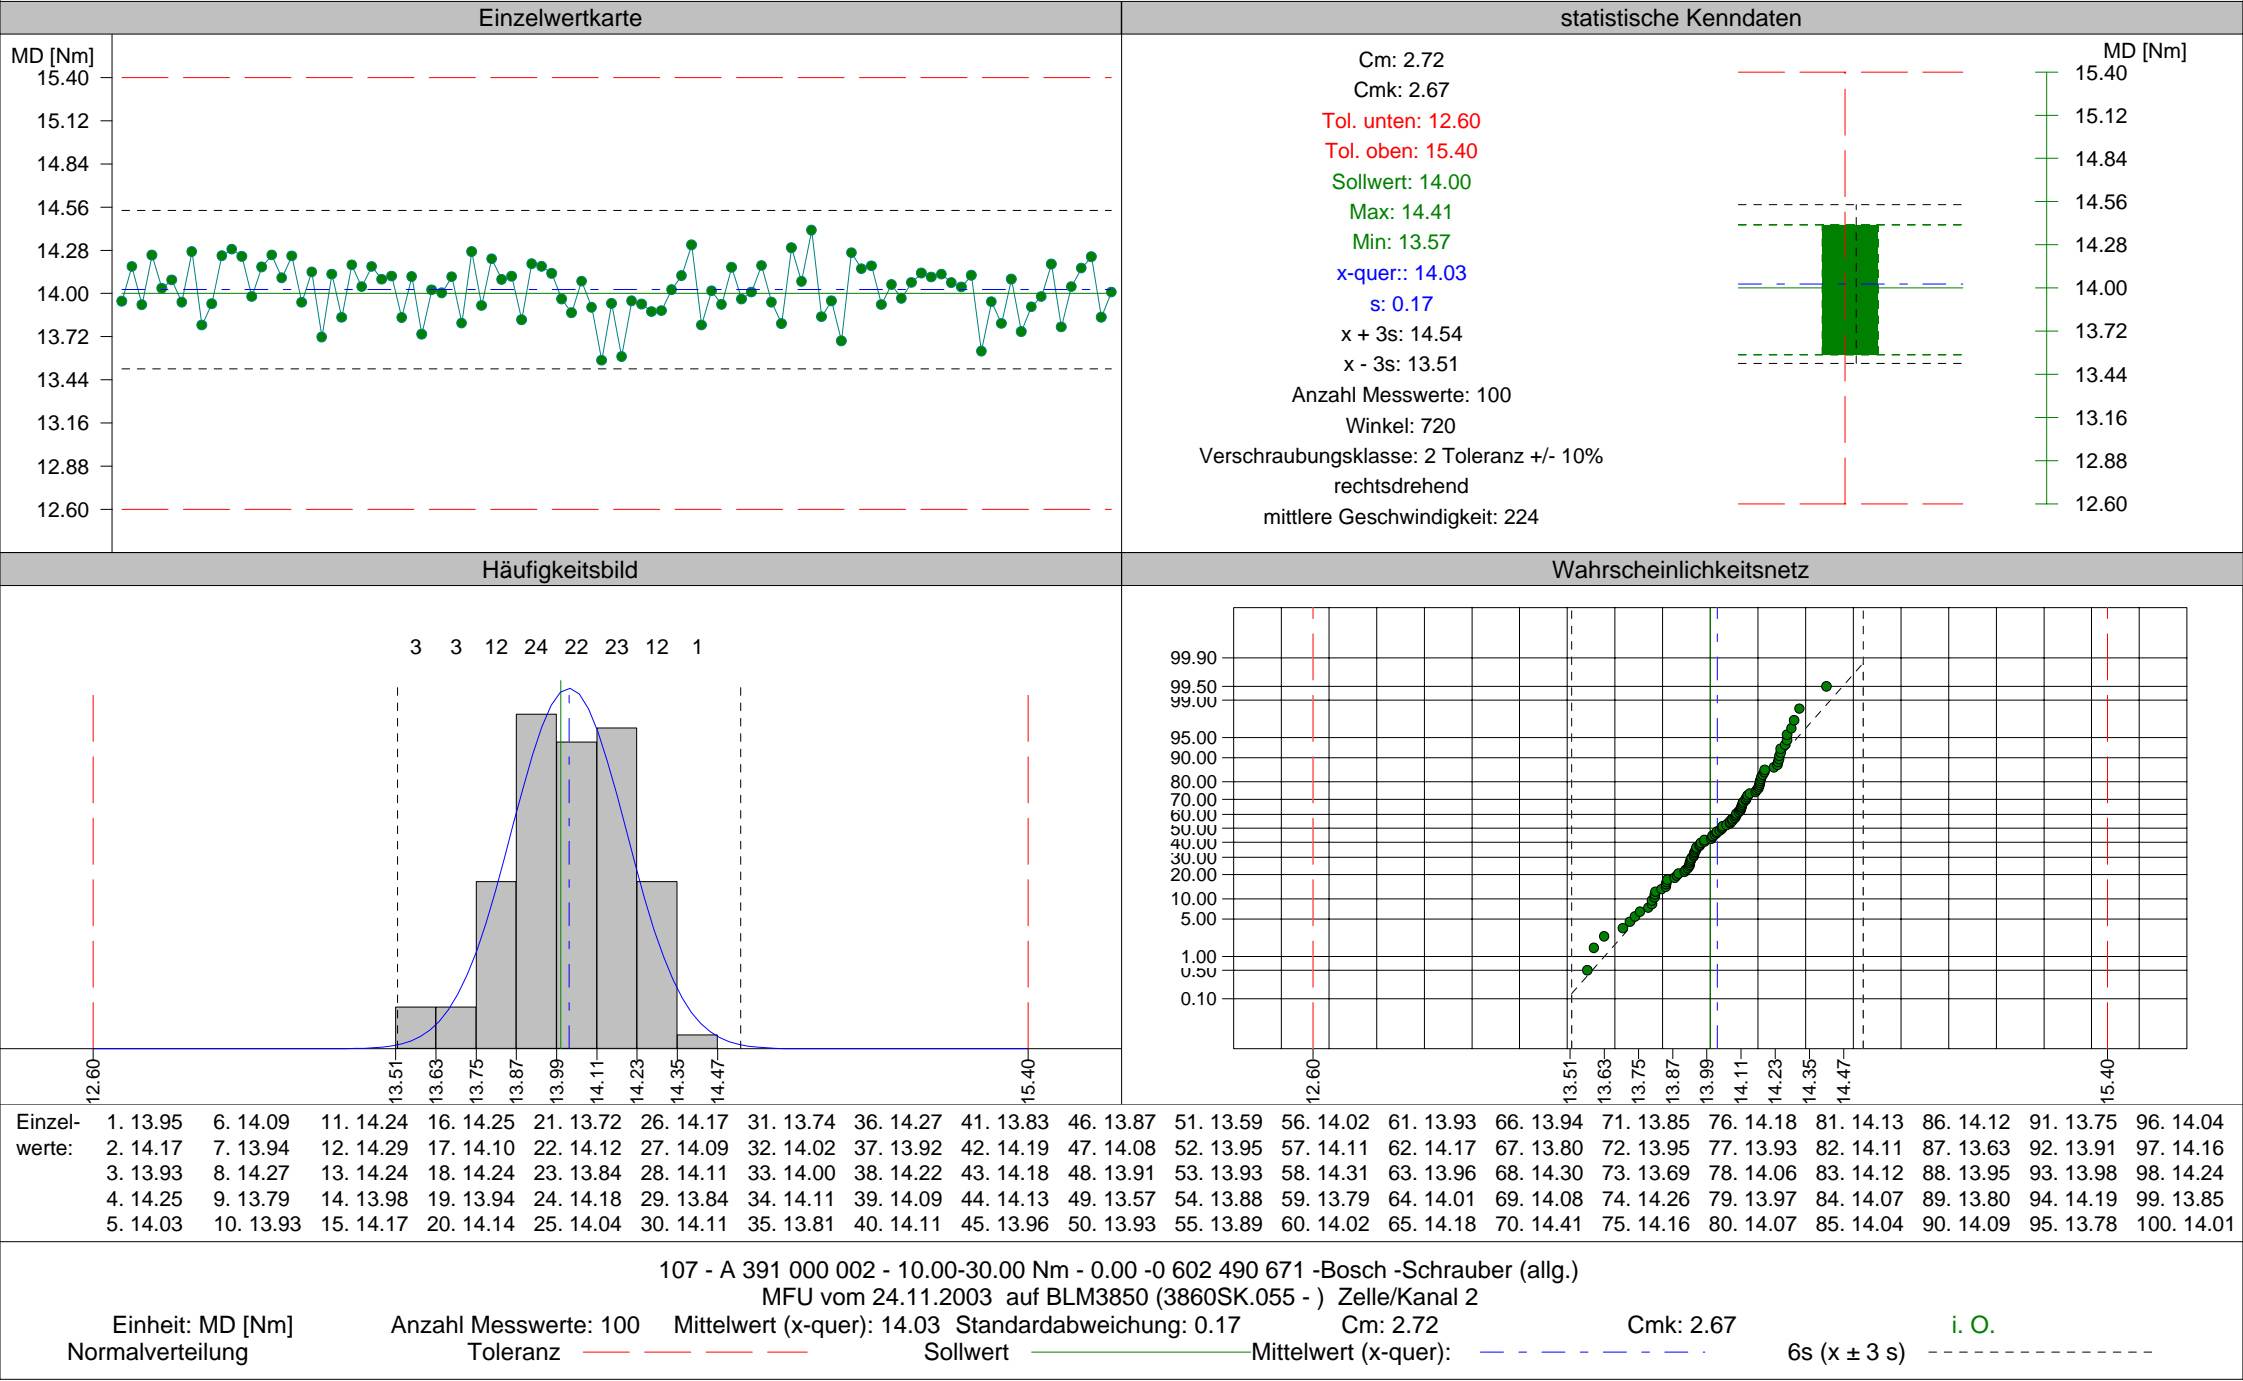 Einzelwertkarte
MD [Nm]
15.40
15.12
14.84
14.56
14.28
14.00
13.72
13.44
13.16
12.88
12.60
statistische Kenndaten
Cm: 2.72
Cmk: 2.67
Tol. unten: 12.60
Tol. oben: 15.40
Sollwert: 14.00
Max: 14.41
Min: 13.57
x-quer:: 14.03
s: 0.17
x + 3s: 14.54
x - 3s: 13.51
Anzahl Messwerte: 100
Winkel: 720
Verschraubungsklasse: 2 Toleranz +/- 10%
rechtsdrehend
mittlere Geschwindigkeit: 224
MD [Nm]
15.40
15.12
14.84
14.56
14.28
14.00
13.72
13.44
13.16
12.88
12.60
Häufigkeitsbild
3 3 12 24 22 23 12 1
12.60 13.51 13.63 13.75 13.87 13.99 14.11 14.23 14.35 14.47 15.40
Wahrscheinlichkeitsnetz
99.90
99.50
99.00
95.00
90.00
80.00
70.00
60.00
50.00
40.00
30.00
20.00
10.00
5.00
1.00
0.50
0.10
12.60 13.51 13.63 13.75 13.87 13.99 14.11 14.23 14.35 14.47 15.40
Einzel- 1. 13.95 6. 14.09 11. 14.24 16. 14.25 21. 13.72 26. 14.17 31. 13.74 36. 14.27 41. 13.83 46. 13.87 51. 13.59 56. 14.02 61. 13.93 66. 13.94 71. 13.85 76. 14.18 81. 14.13 86. 14.12 91. 13.75 96. 14.04
werte: 2. 14.17 7. 13.94 12. 14.29 17. 14.10 22. 14.12 27. 14.09 32. 14.02 37. 13.92 42. 14.19 47. 14.08 52. 13.95 57. 14.11 62. 14.17 67. 13.80 72. 13.95 77. 13.93 82. 14.11 87. 13.63 92. 13.91 97. 14.16
3. 13.93 8. 14.27 13. 14.24 18. 14.24 23. 13.84 28. 14.11 33. 14.00 38. 14.22 43. 14.18 48. 13.91 53. 13.93 58. 14.31 63. 13.96 68. 14.30 73. 13.69 78. 14.06 83. 14.12 88. 13.95 93. 13.98 98. 14.24
4. 14.25 9. 13.79 14. 13.98 19. 13.94 24. 14.18 29. 13.84 34. 14.11 39. 14.09 44. 14.13 49. 13.57 54. 13.88 59. 13.79 64. 14.01 69. 14.08 74. 14.26 79. 13.97 84. 14.07 89. 13.80 94. 14.19 99. 13.85
5. 14.03 10. 13.93 15. 14.17 20. 14.14 25. 14.04 30. 14.11 35. 13.81 40. 14.11 45. 13.96 50. 13.93 55. 13.89 60. 14.02 65. 14.18 70. 14.41 75. 14.16 80. 14.07 85. 14.04 90. 14.09 95. 13.78 100. 14.01
107 - A 391 000 002 - 10.00-30.00 Nm - 0.00 -0 602 490 671 -Bosch -Schrauber (allg.)
MFU vom 24.11.2003 auf BLM3850 (3860SK.055 - ) Zelle/Kanal 2
Einheit: MD [Nm] Anzahl Messwerte: 100 Mittelwert (x-quer): 14.03 Standardabweichung: 0.17 Cm: 2.72 Cmk: 2.67 i. O.
Normalverteilung Toleranz Sollwert Mittelwert (x-quer): 6s (x ± 3 s)